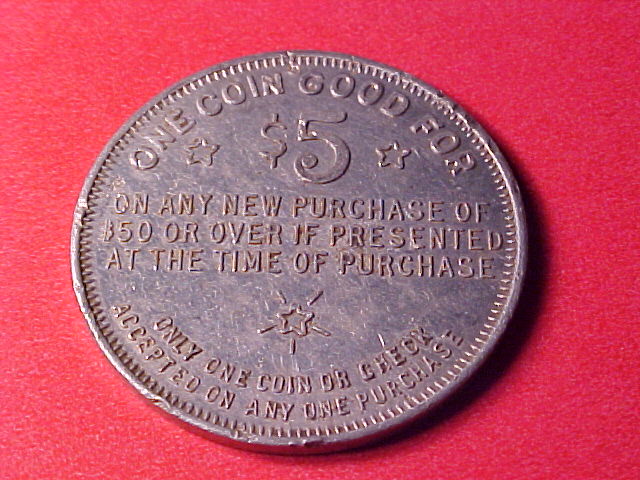 ONE COIN GOOD FOR
$5
ON ANY NEW PURCHASE OF
$50 OR OVER IF PRESENTED
AT THE TIME OF PURCHASE
ONLY ONE COIN OR CHECK
ACCEPTED ON ANY ONE PURCHASE